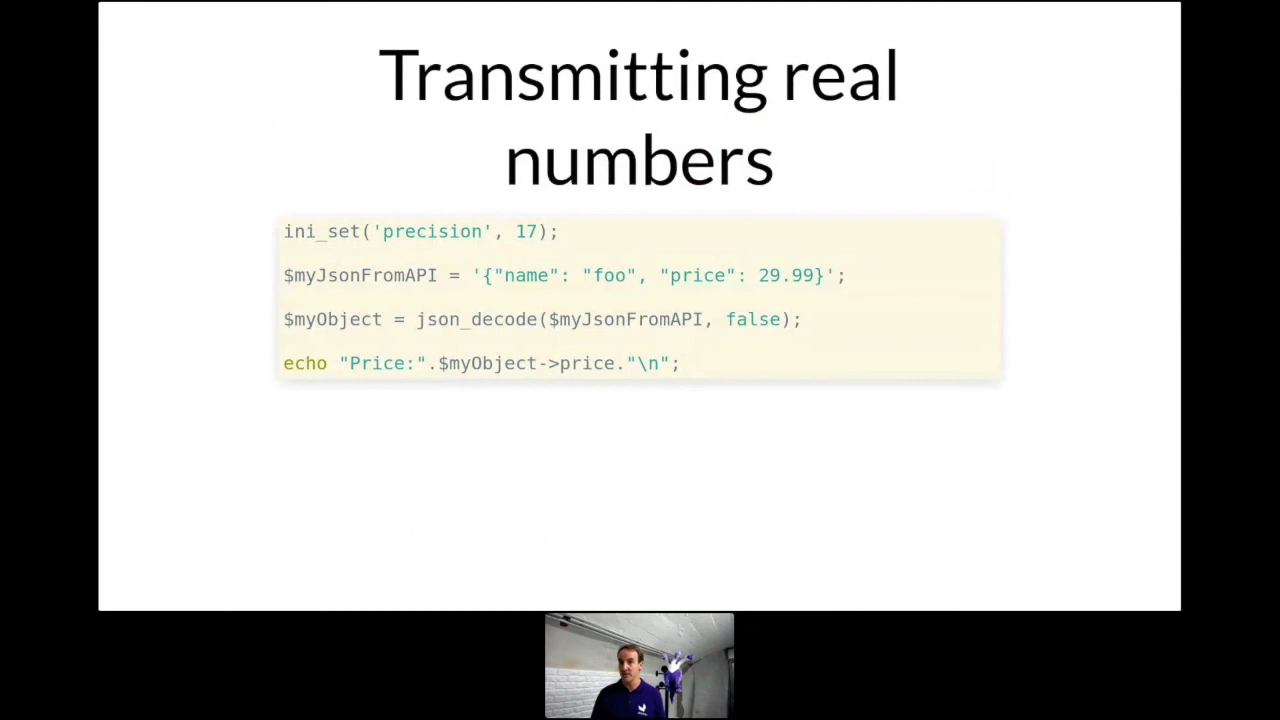 Transmitting real
numbers
ini_set('precision', 17);
$myJsonFromAPI = '{"name": "foo", "price": 29.99}';
$myObject = json_decode($myJsonFromAPI, false);
echo "Price:".$myObject->price."\n";